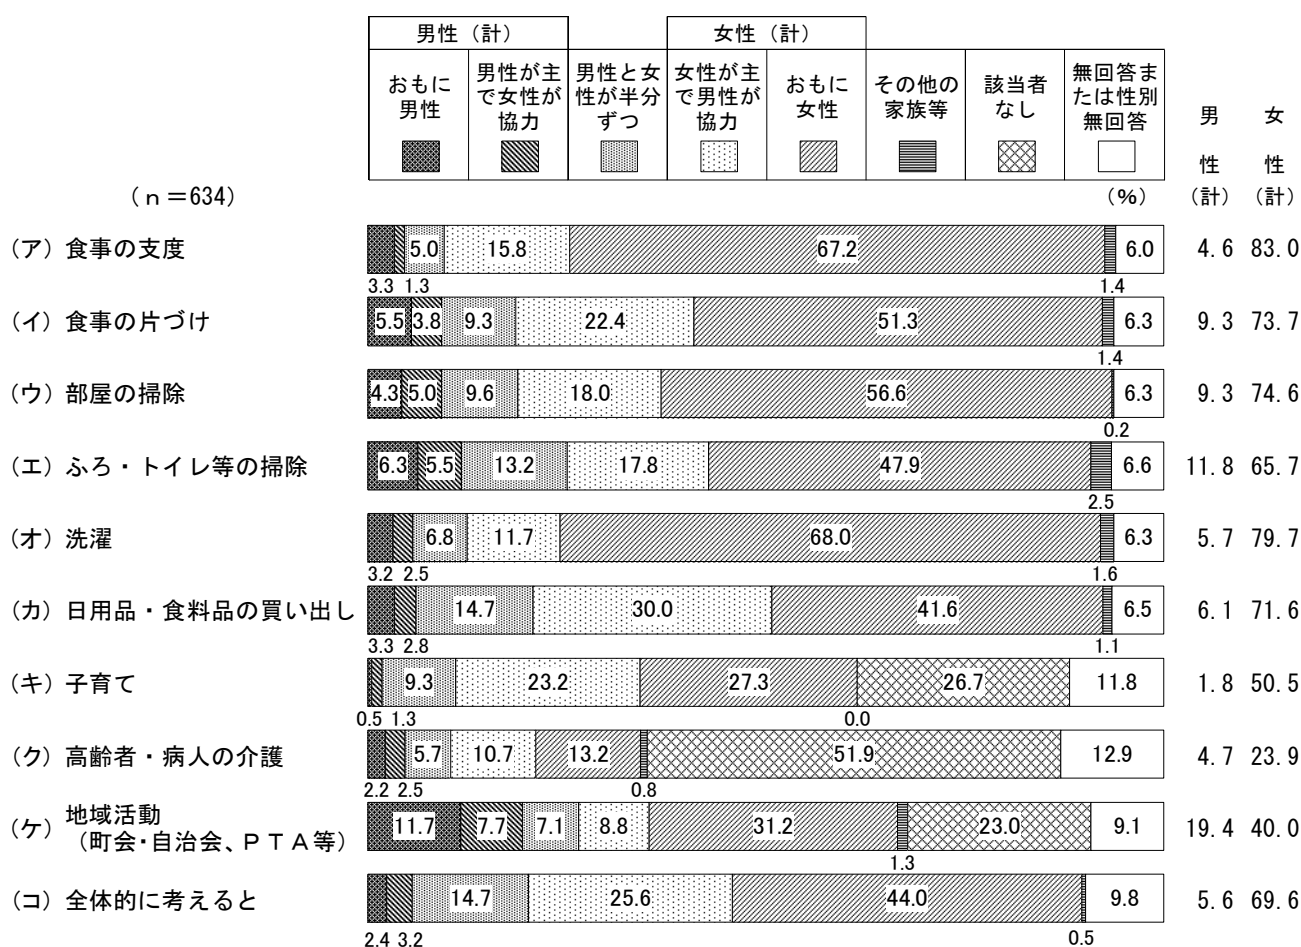 男性（計）　女性（計）
おもに男性　男性が主で女性が協力　男性と女性が半分ずつ　女性が主で男性が協力　おもに女性　その他の家族等　該当者なし　無回答または性別無回答
男性（計）　女性（計）
（ｎ＝634）　（%）
（ア）食事の支度　5.0　15.8　67.2　6.0　4.6　83.0
3.3　1.3　1.4
（イ）食事の片づけ　5.5　3.8　9.3　22.4　51.3　6.3　9.3　73.7
1.4
（ウ）部屋の掃除　4.3　5.0　9.6　18.0　56.6　6.3　9.3　74.6
0.2
（エ）ふろ・トイレ等の掃除　6.3　5.5　13.2　17.8　47.9　6.6　11.8　65.7
2.5
（オ）洗濯　6.8　11.7　68.0　6.3　5.7　79.7
3.2　2.5　1.6
（カ）日用品・食料品の買い出し　14.7　30.0　41.6　6.5　6.1　71.6
3.3　2.8　1.1
（キ）子育て　9.3　23.2　27.3　26.7　11.8　1.8　50.5
0.5　1.3　0.0
（ク）高齢者・病人の介護　5.7　10.7　13.2　51.9　12.9　4.7　23.9
2.2　2.5　0.8
（ケ）地域活動
（町会・自治会、ＰＴＡ等）　11.7　7.7　7.1　8.8　31.2　23.0　9.1　19.4　40.0
1.3
（コ）全体的に考えると　14.7　25.6　44.0　9.8　5.6　69.6
2.4　3.2　0.5